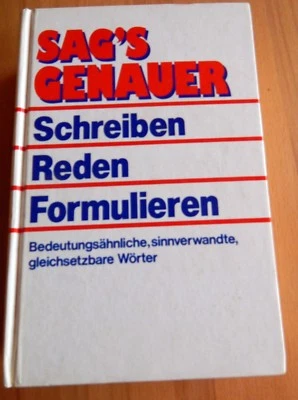 SAG'S
GENAUER
Schreiben
Reden
Formulieren
Bedeutungsähnliche, sinnverwandte,
gleichsetzbare Wörter